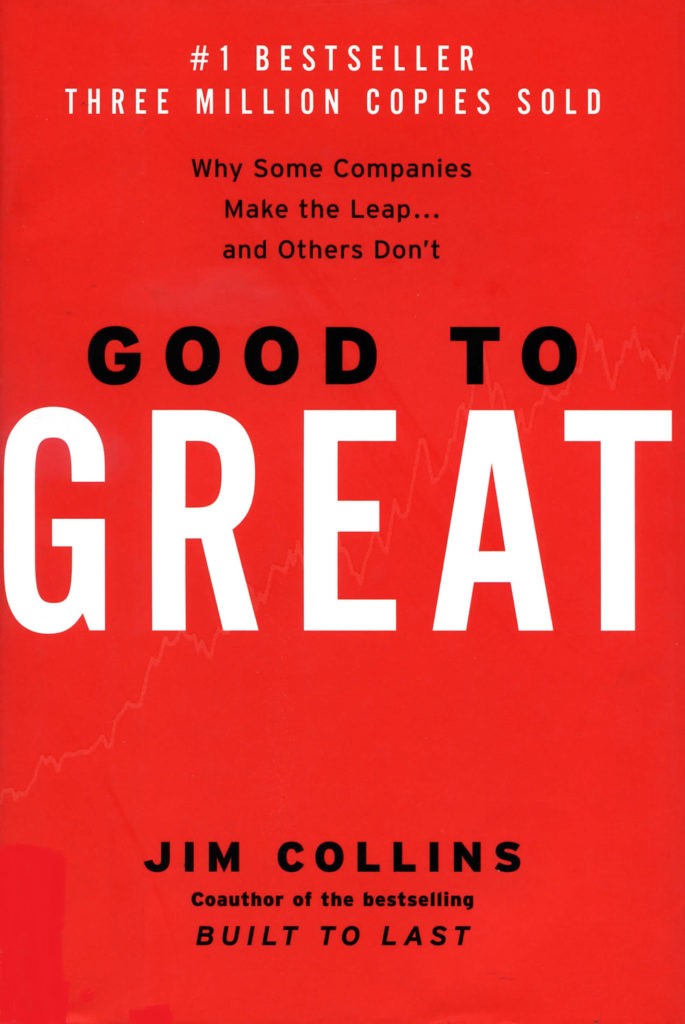 #1 BESTSELLER
THREE MILLION COPIES SOLD
Why Some Companies
Make the Leap...
and Others Don't
GOOD TO
GREAT
JIM COLLINS
Coauthor of the bestselling
BUILT TO LAST